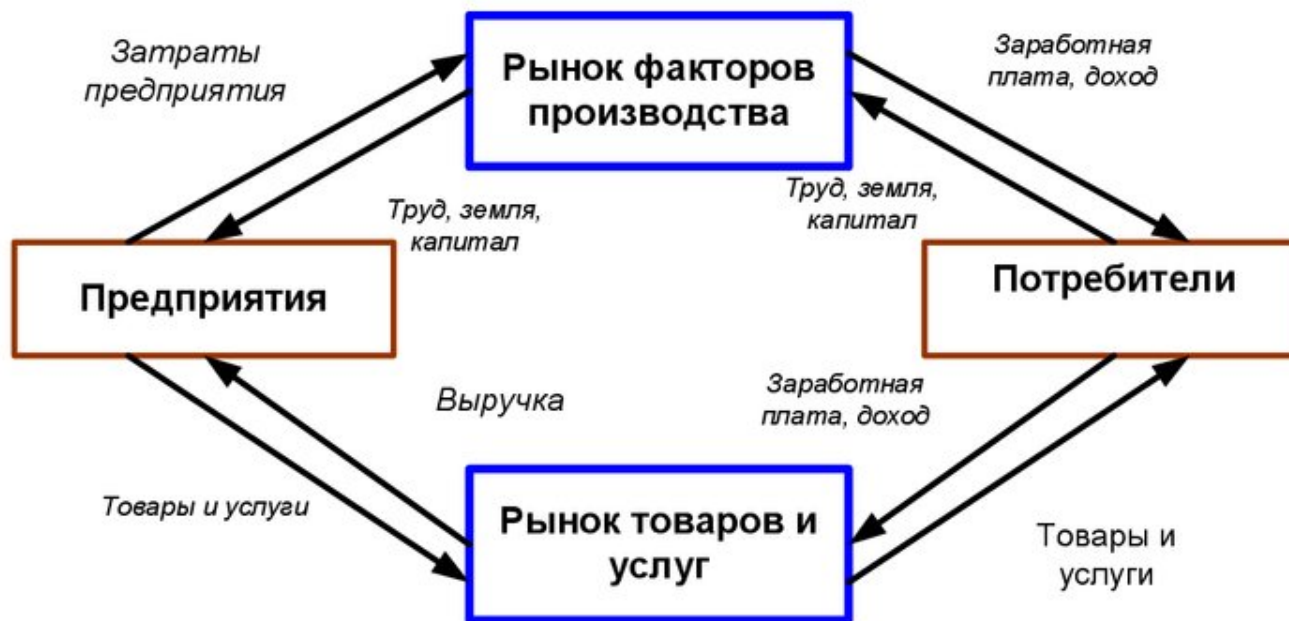 Затраты
предприятия
Рынок факторов
производства
Заработная
плата, доход
Труд, земля,
капитал
Труд, земля,
капитал
Предприятия
Потребители
Выручка
Заработная
плата, доход
Товары и услуги
Рынок товаров и
услуг
Товары и
услуги